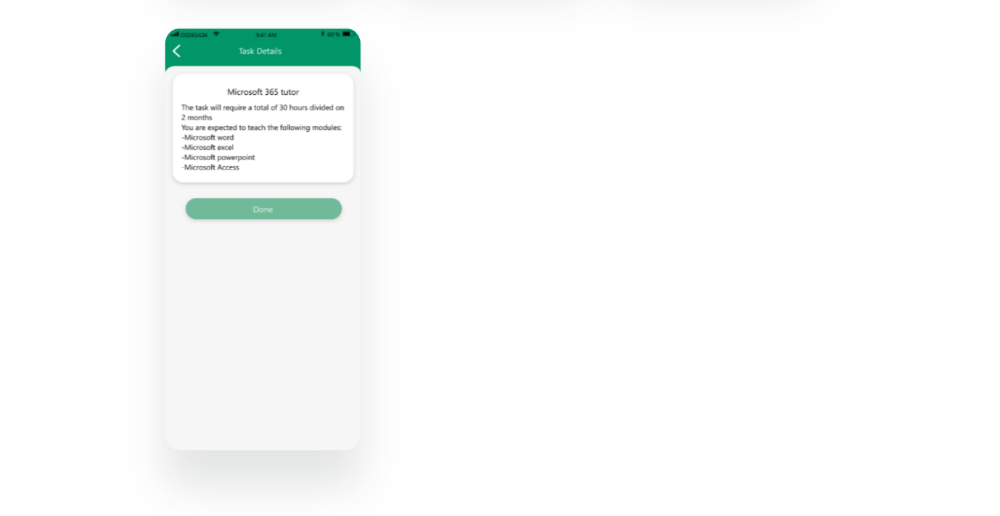 OSDESIGN 9:41 AM 60 %
Task Details
Microsoft 365 tutor
The task will require a total of 30 hours divided on
2 months
You are expected to teach the following modules:
-Microsoft word
-Microsoft excel
-Microsoft powerpoint
-Microsoft Access
Done